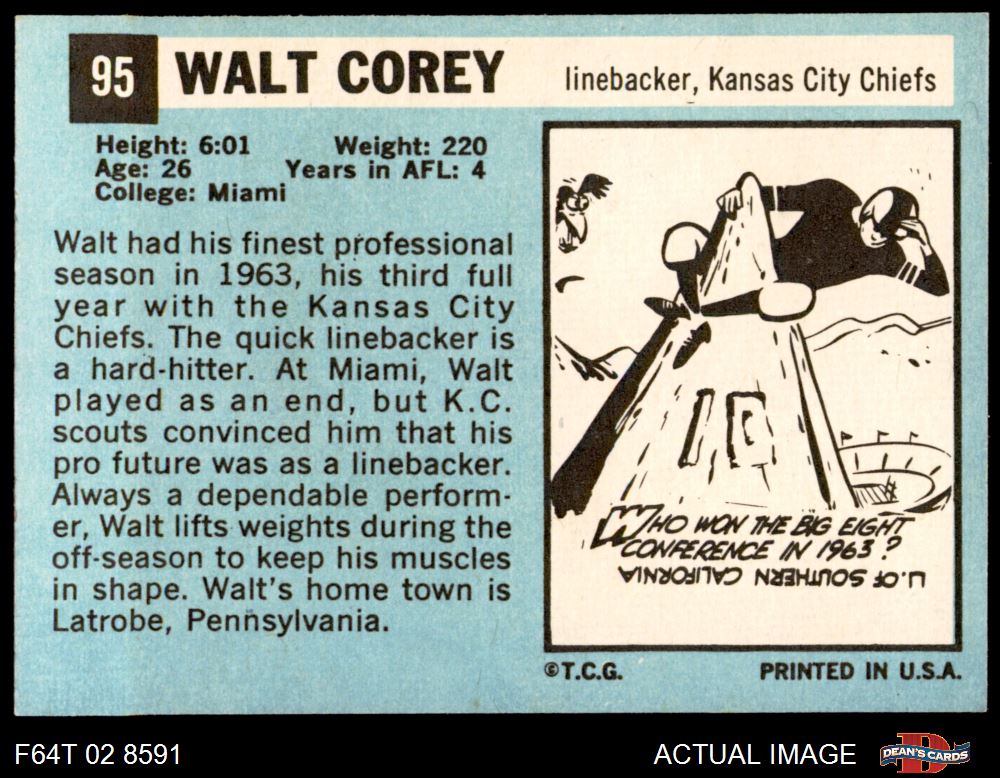 95 WALT COREY linebacker, Kansas City Chiefs
Height: 6:01 Weight: 220
Age: 26 Years in AFL: 4
College: Miami
Walt had his finest professional
season in 1963, his third full
year with the Kansas City
Chiefs. The quick linebacker is
a hard-hitter. At Miami, Walt
played as an end, but K.C.
scouts convinced him that his
pro future was as a linebacker.
Always a dependable perform-
er, Walt lifts weights during the
off-season to keep his muscles
in shape. Walt's home town is
Latrobe, Pennsylvania.
10
WHO WON THE BIG EIGHT
CONFERENCE IN 1963?
U. OF SOUTHERN CALIFORNIA
©T.C.G. PRINTED IN U.S.A.
F64T 02 8591 ACTUAL IMAGE DEAN'S CARDS